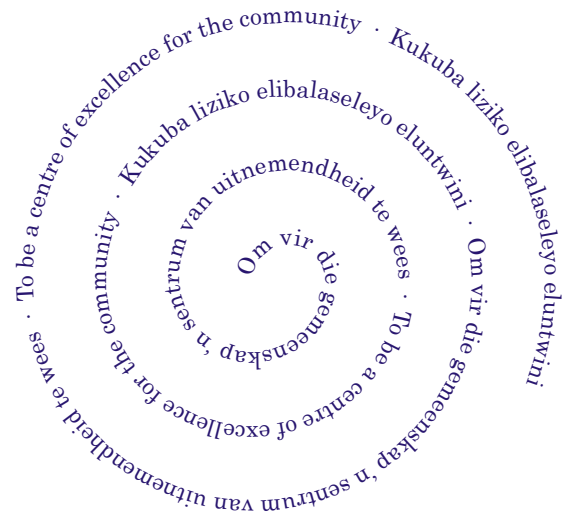 Om vir die gemeenskap ‘n sentrum van uitnemendheid te wees · To be a centre of excellence for the community · Kukuba liziko elibalaseleyo eluntwini · Om vir die gemeenskap ‘n sentrum van uitnemendheid te wees · To be a centre of excellence for the community · Kukuba liziko elibalaseleyo eluntwini